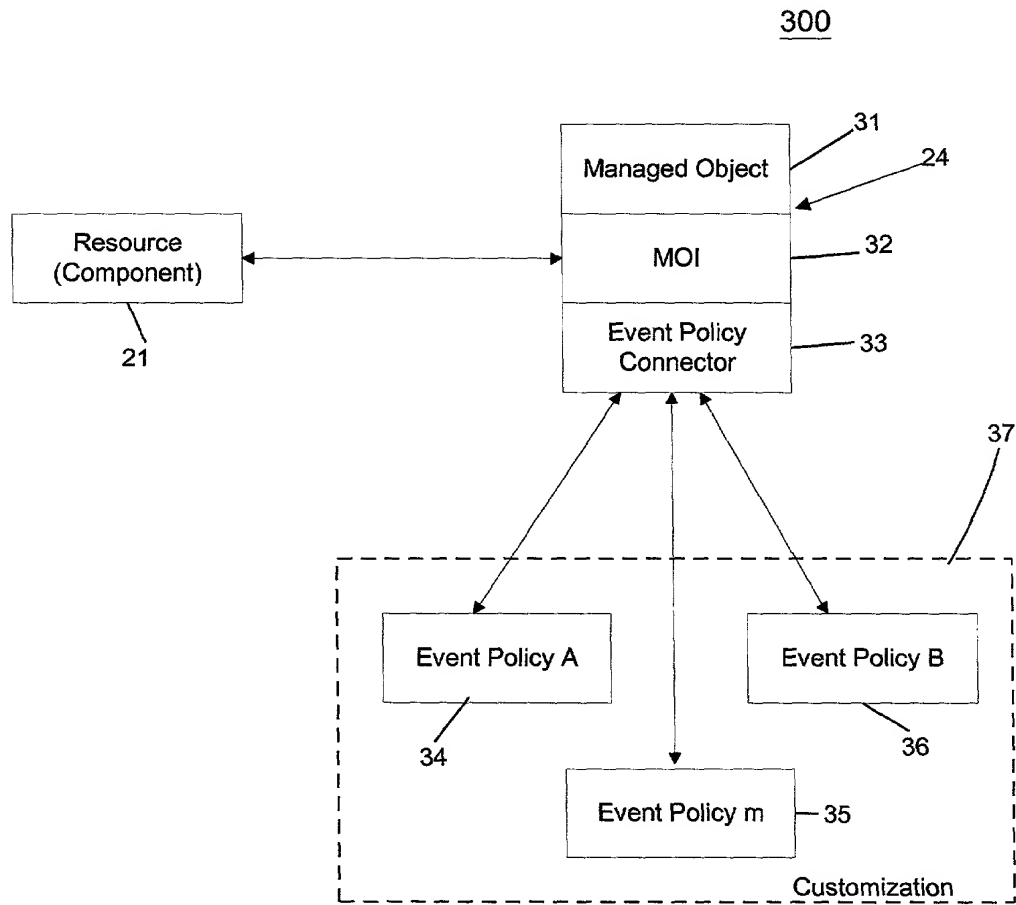 300
31
Managed Object
24
Resource
(Component)
MOI
32
21
Event Policy
Connector
33
37
Event Policy A
Event Policy B
34
36
Event Policy m
35
Customization